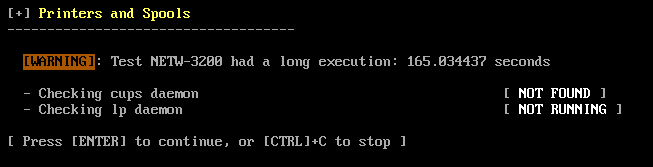 [+] Printers and Spools
------------------------------------
[WARNING]: Test NETW-3200 had a long execution: 165.034437 seconds
- Checking cups daemon [ NOT FOUND ]
- Checking lp daemon [ NOT RUNNING ]
[ Press [ENTER] to continue, or [CTRL]+C to stop ]